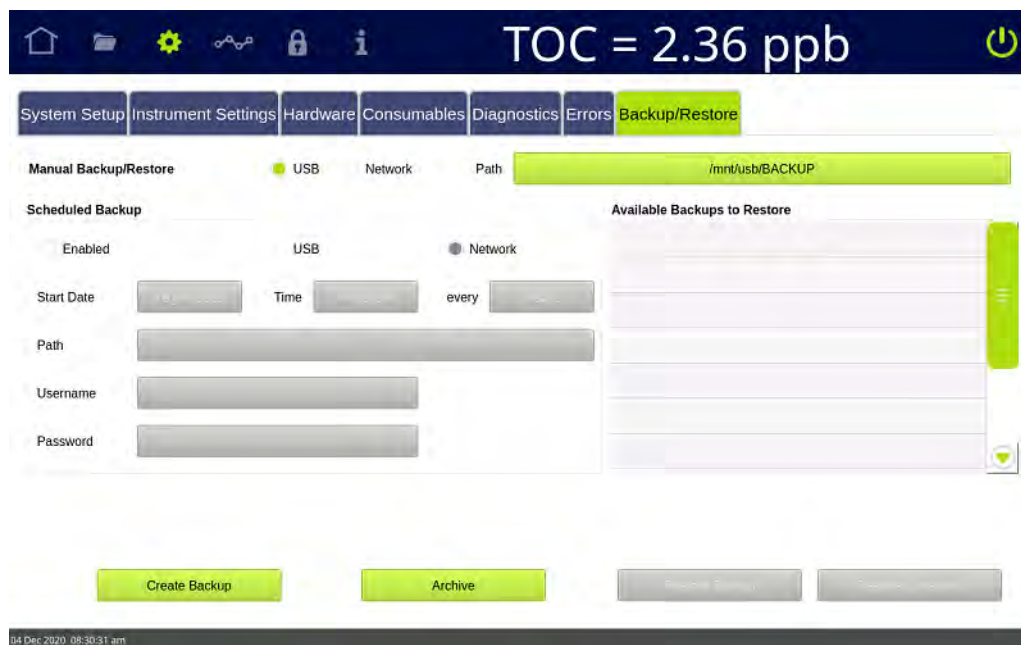 TOC = 2.36 ppb
System Setup Instrument Settings Hardware Consumables Diagnostics Errors Backup/Restore
Manual Backup/Restore USB Network Path /mnt/usb/BACKUP
Scheduled Backup Available Backups to Restore
Enabled USB Network
Start Date Time every
Path
Username
Password
Create Backup Archive
04 Dec 2020 08:30:31 am